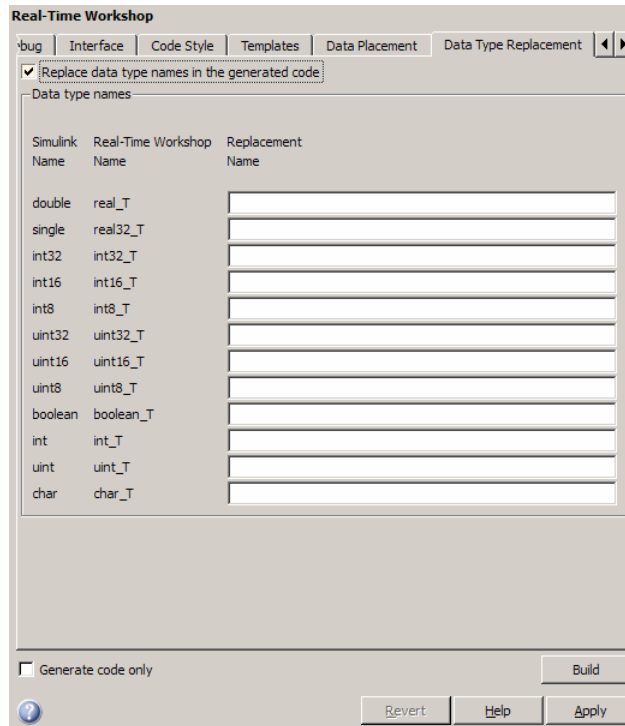 Real-Time Workshop
bug Interface Code Style Templates Data Placement Data Type Replacement
Replace data type names in the generated code
Data type names
Simulink Real-Time Workshop Replacement
Name Name Name
double real_T
single real32_T
int32 int32_T
int16 int16_T
int8 int8_T
uint32 uint32_T
uint16 uint16_T
uint8 uint8_T
boolean boolean_T
int int_T
uint uint_T
char char_T
Generate code only Build
? Revert Help Apply